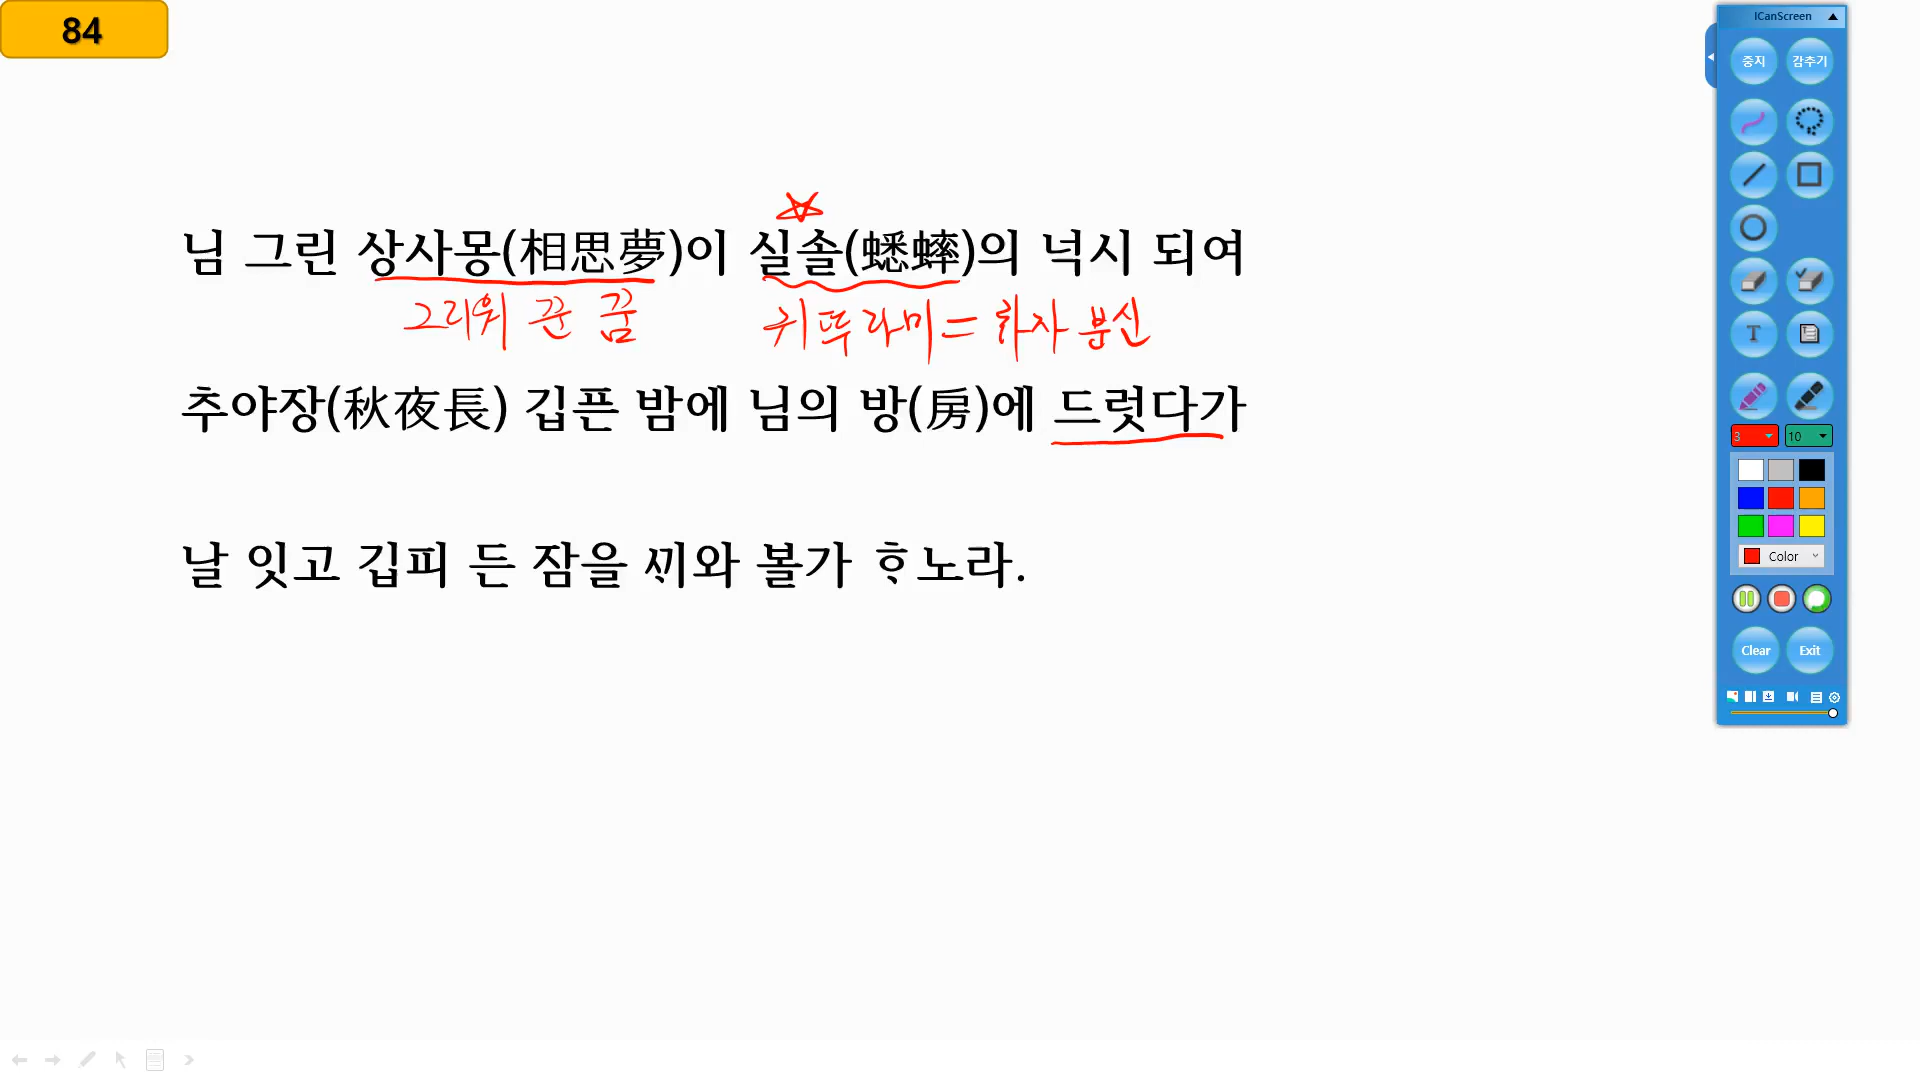 84
님 그린 상사몽(相思夢)이 실솔(蟋蟀)의 넉시 되여
그리워 꾼 꿈 귀뚜라미 = 화자 분신
추야장(秋夜長) 깁픈 밤에 님의 방(房)에 드럿다가
날 잇고 깁피 든 잠을 ᄭᆡ와 볼가 ᄒᆞ노라.
ICanScreen
중지 감추기
T
3 10
Color
Clear Exit